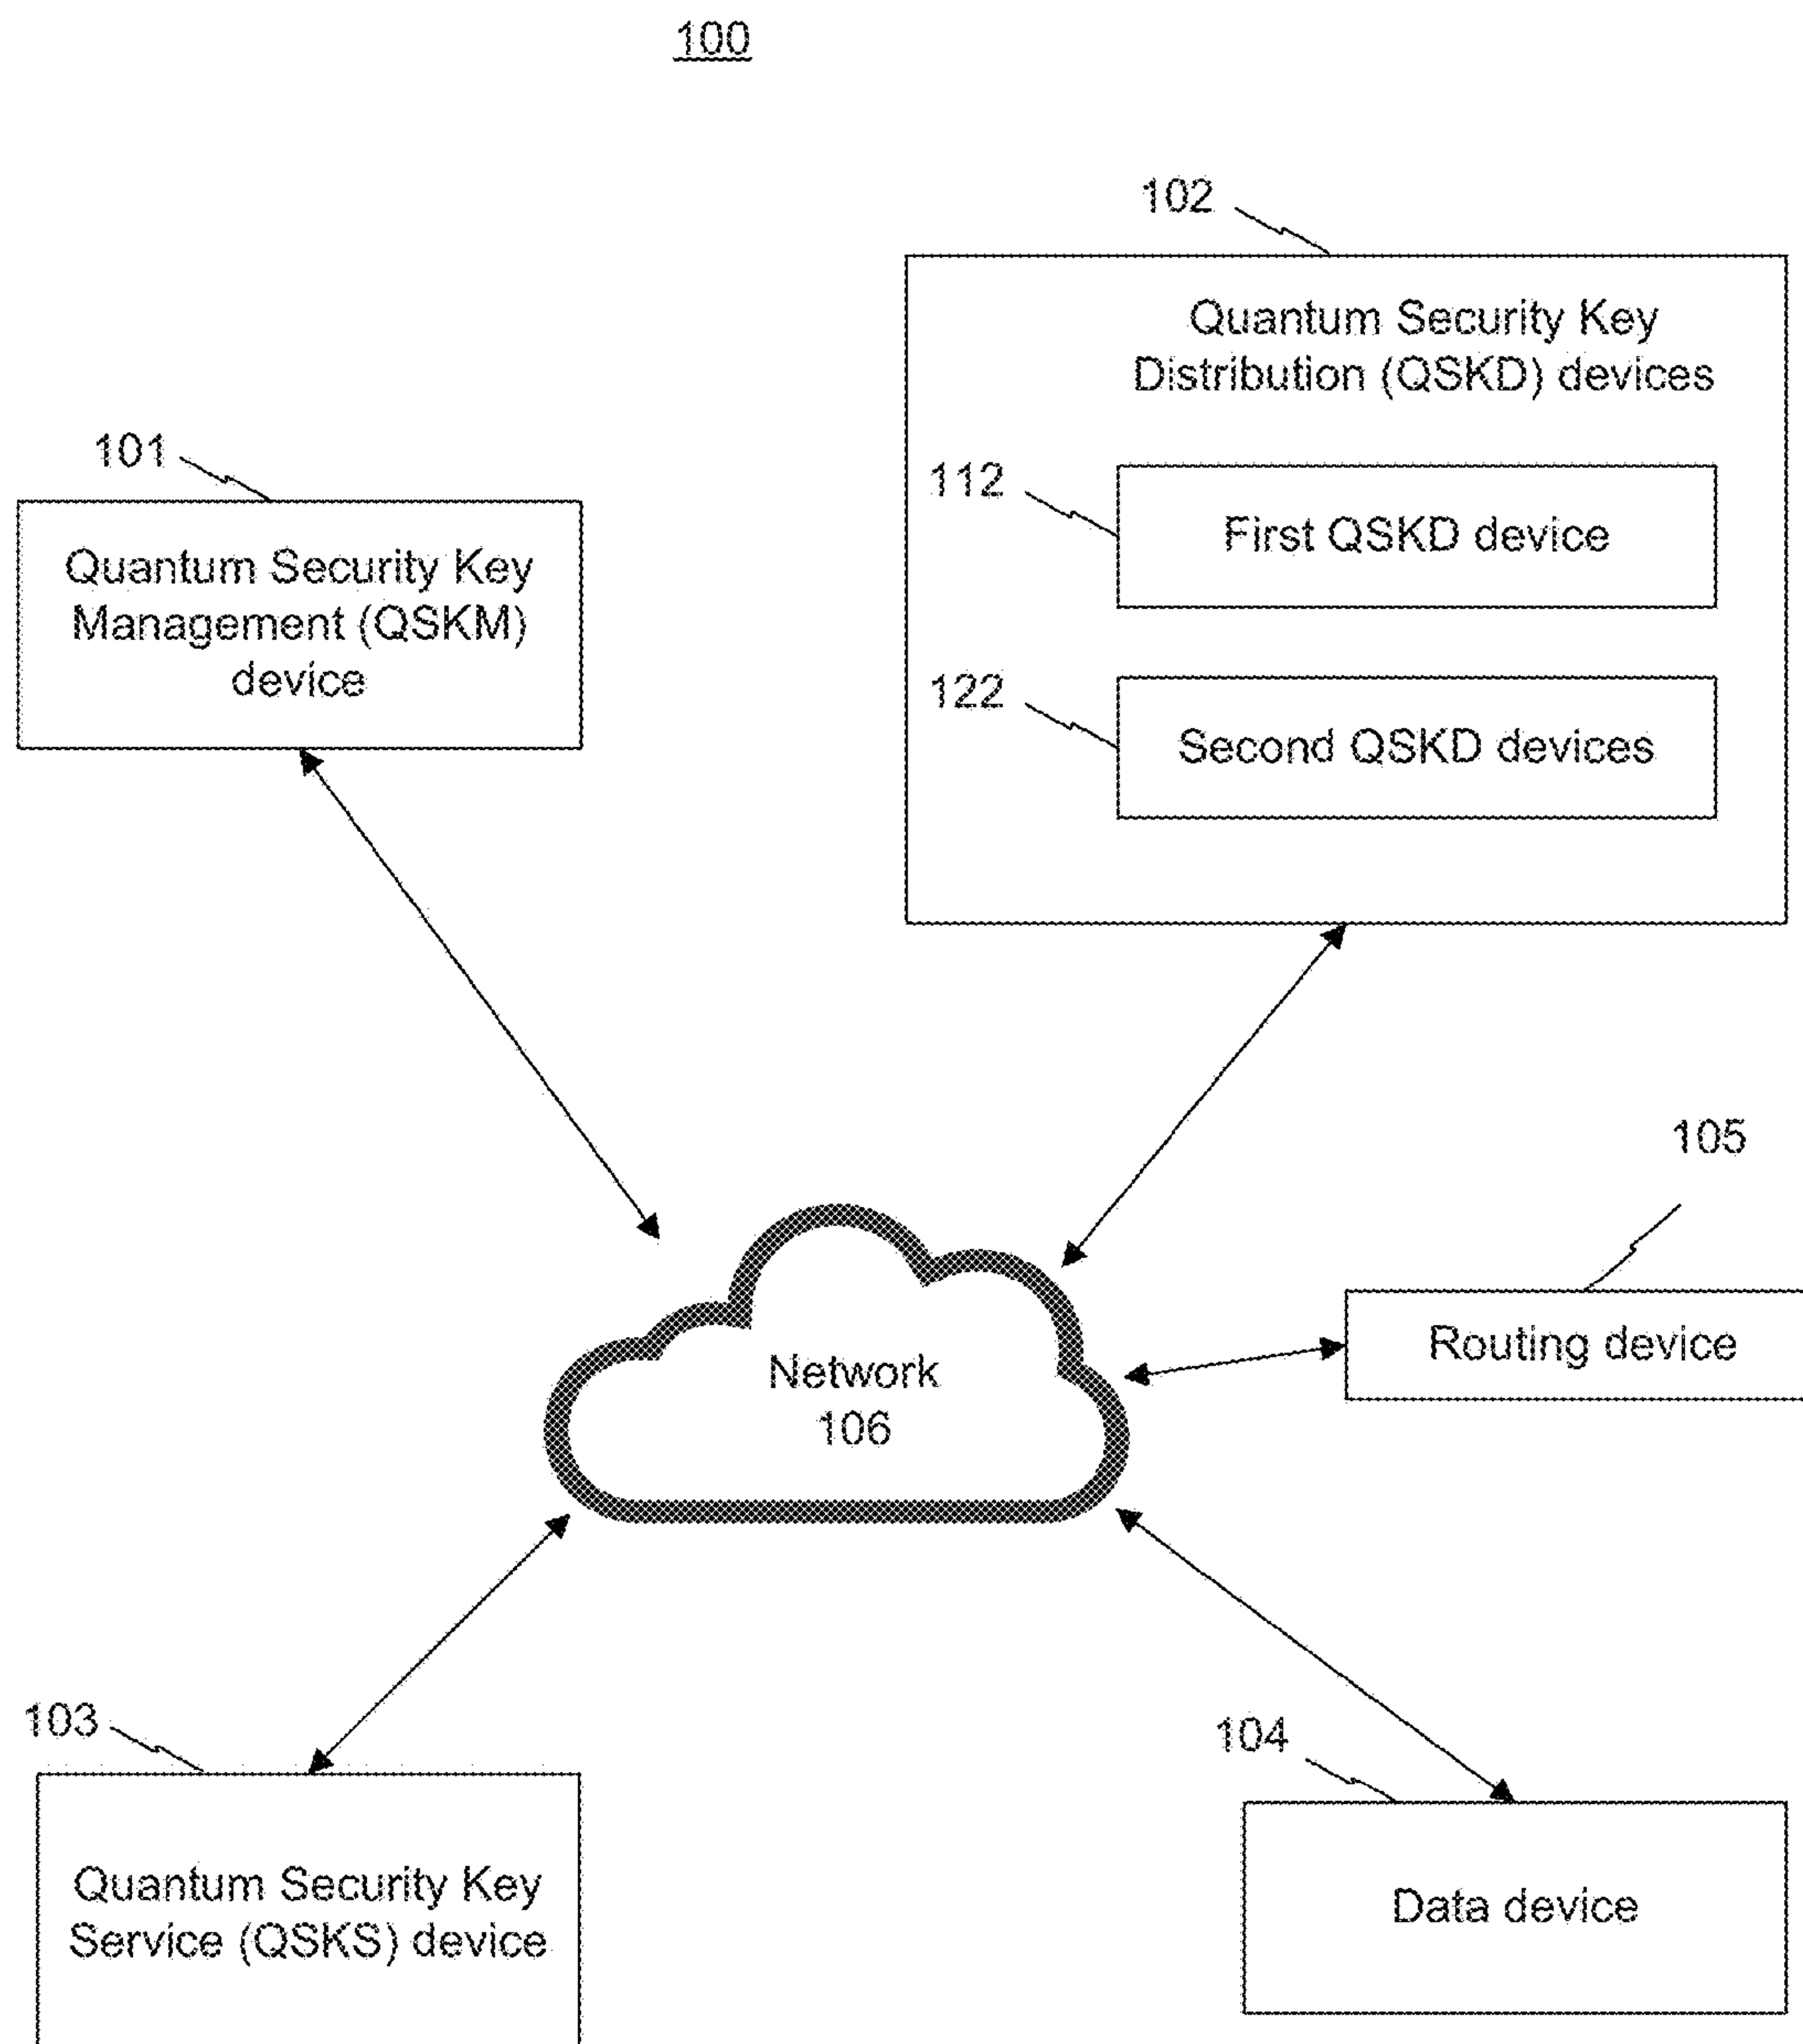 100
102
Quantum Security Key
Distribution (QSKD) devices
101
112
First QSKD device
Quantum Security Key
Management (QSKM)
device
122
Second QSKD devices
105
Routing device
Network
106
103
104
Quantum Security Key
Service (QSKS) device
Data device